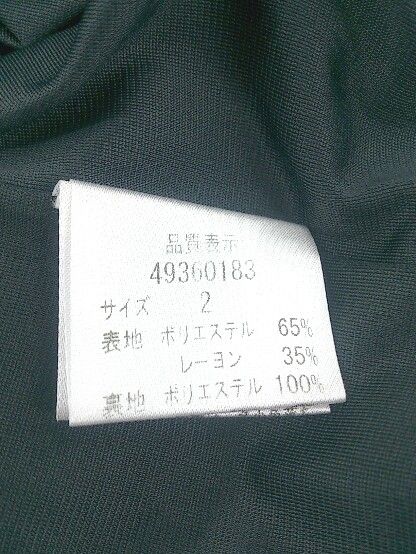 品質表示
49360183
サイズ 2
表地 ポリエステル 65%
レーヨン 35%
裏地 ポリエステル 100%